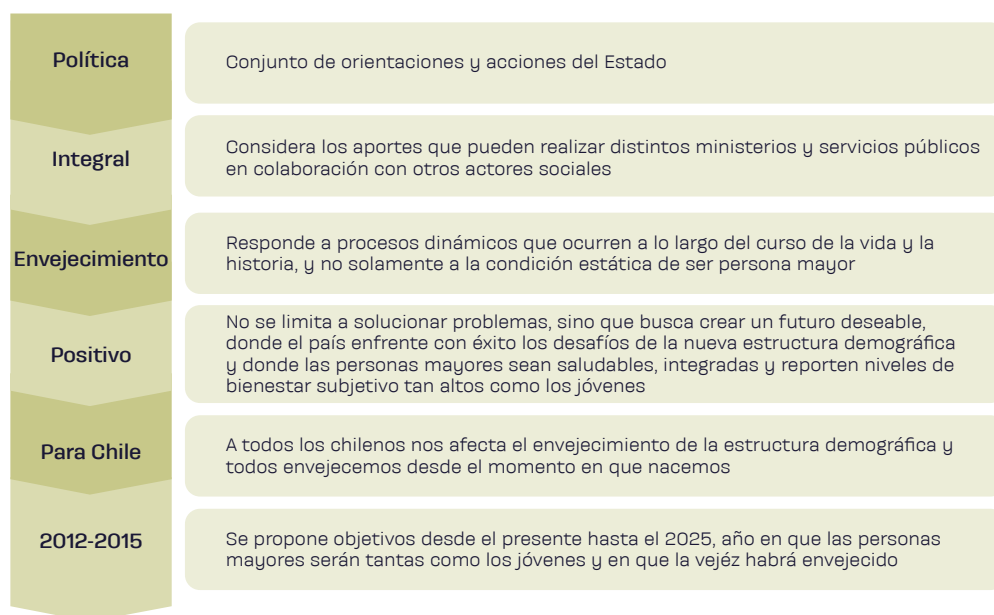 Política
Conjunto de orientaciones y acciones del Estado
Integral
Considera los aportes que pueden realizar distintos ministerios y servicios públicos
en colaboración con otros actores sociales
Envejecimiento
Responde a procesos dinámicos que ocurren a lo largo del curso de la vida y la
historia, y no solamente a la condición estática de ser persona mayor
Positivo
No se limita a solucionar problemas, sino que busca crear un futuro deseable,
donde el país enfrente con éxito los desafíos de la nueva estructura demográfica
y donde las personas mayores sean saludables, integradas y reporten niveles de
bienestar subjetivo tan altos como los jóvenes
Para Chile
A todos los chilenos nos afecta el envejecimiento de la estructura demográfica y
todos envejecemos desde el momento en que nacemos
2012-2015
Se propone objetivos desde el presente hasta el 2025, año en que las personas
mayores serán tantas como los jóvenes y en que la vejéz habrá envejecido